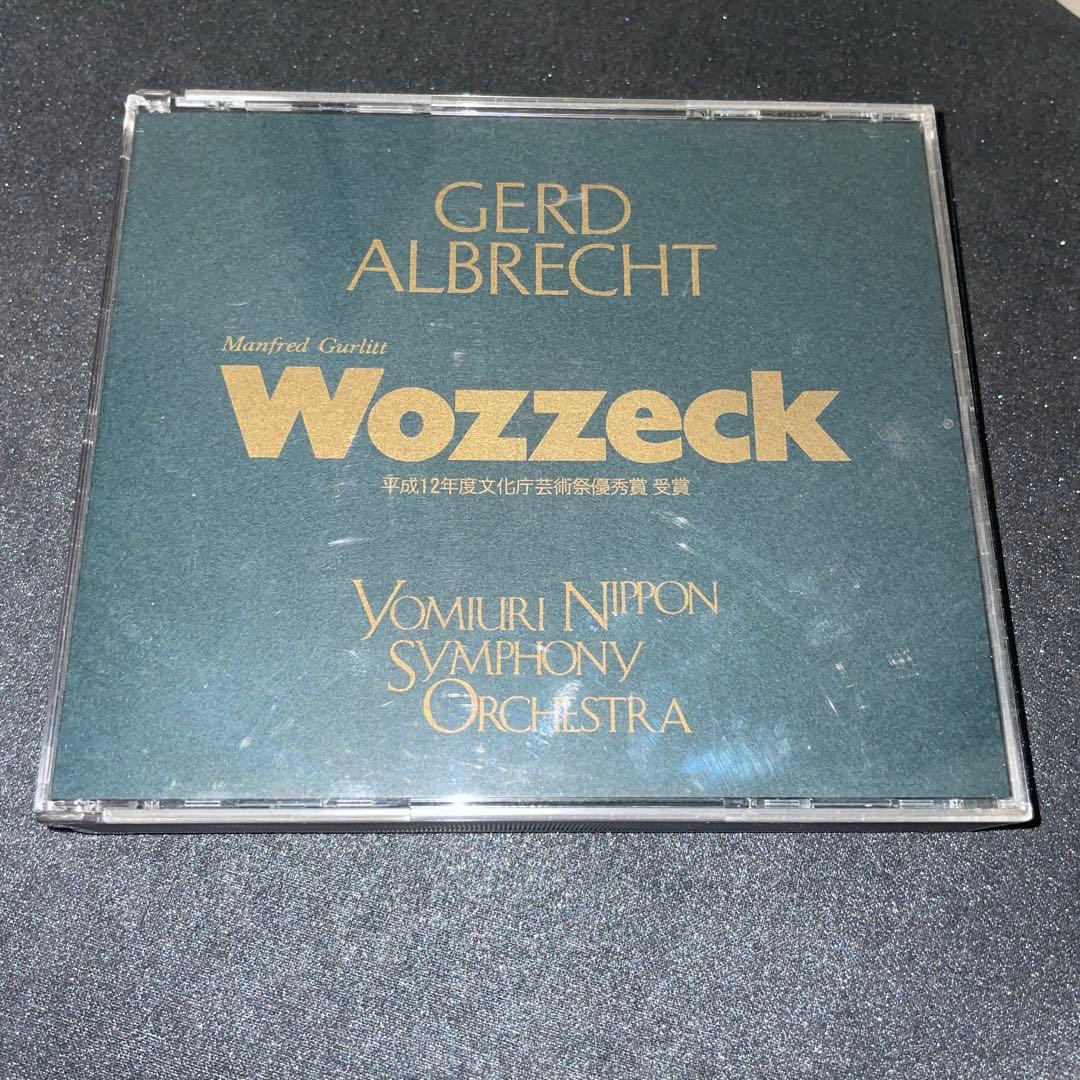 GERD
ALBRECHT
Manfred Gurlitt
Wozzeck
平成12年度文化庁芸術祭優秀賞 受賞
YOMIURI NIPPON
SYMPHONY
ORCHESTRA